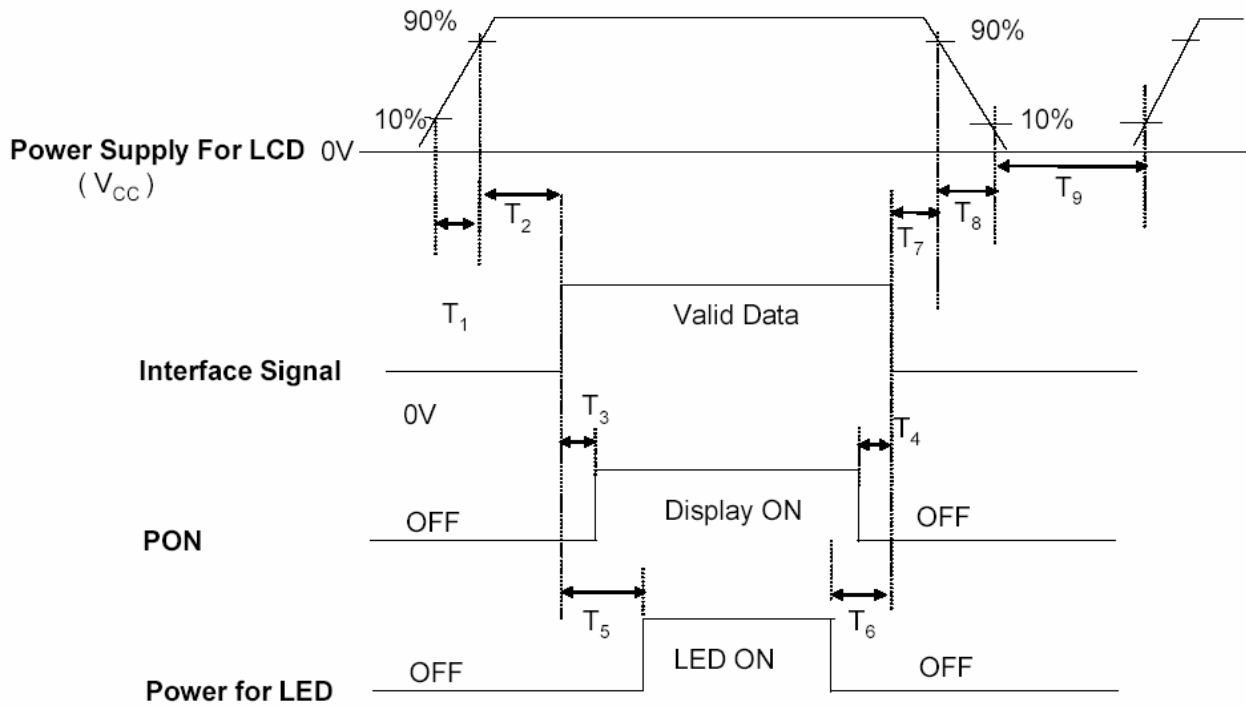 90%
90%
10%
10%
Power Supply For LCD 0V
( VCC )
T2
T7
T8
T9
T1
Valid Data
Interface Signal
0V
T3
T4
OFF
Display ON
OFF
PON
T5
T6
OFF
LED ON
OFF
Power for LED